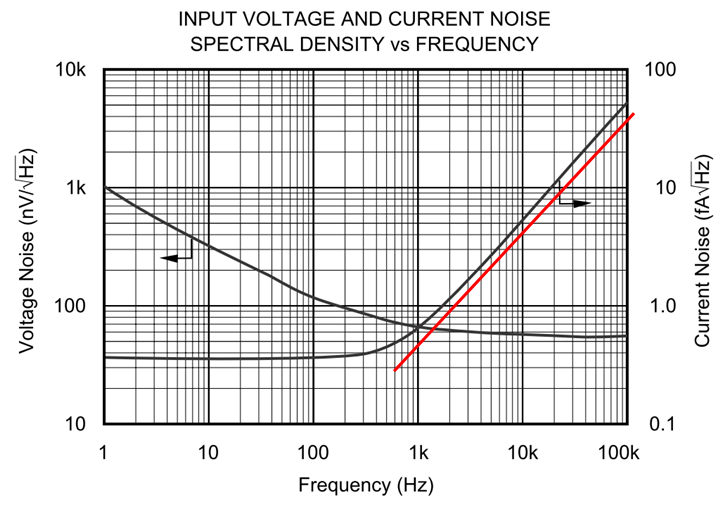 INPUT VOLTAGE AND CURRENT NOISE
SPECTRAL DENSITY vs FREQUENCY
10k
1k
100
10
Voltage Noise (nV/√Hz)
100
10
1.0
0.1
Current Noise (fA√Hz)
1 10 100 1k 10k 100k
Frequency (Hz)